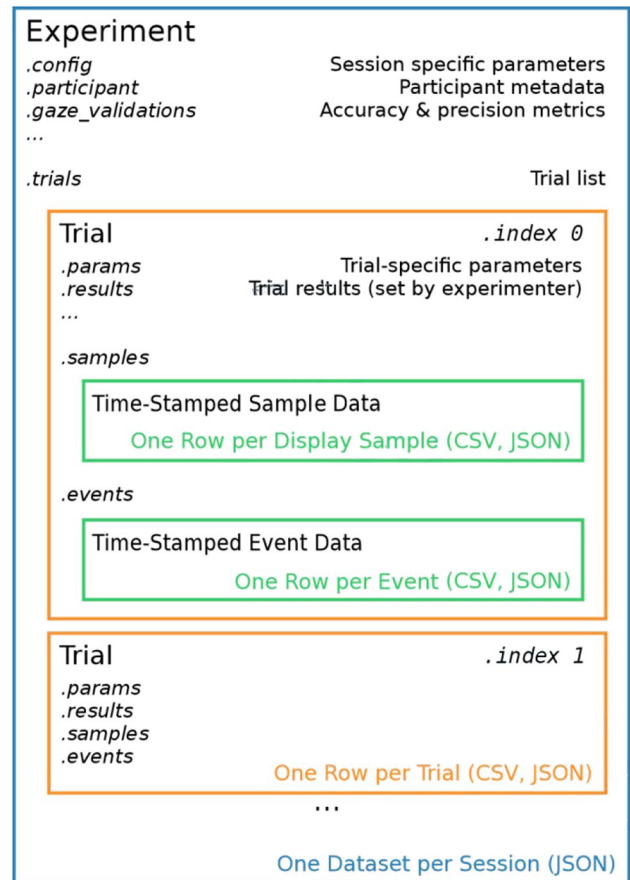 Experiment
.config Session specific parameters
.participant Participant metadata
.gaze_validations Accuracy & precision metrics
...
.trials Trial list
Trial .index 0
.params Trial-specific parameters
.results Trial results (set by experimenter)
...
.samples
Time-Stamped Sample Data
One Row per Display Sample (CSV, JSON)
.events
Time-Stamped Event Data
One Row per Event (CSV, JSON)
Trial .index 1
.params
.results
.samples
.events
One Row per Trial (CSV, JSON)
...
One Dataset per Session (JSON)